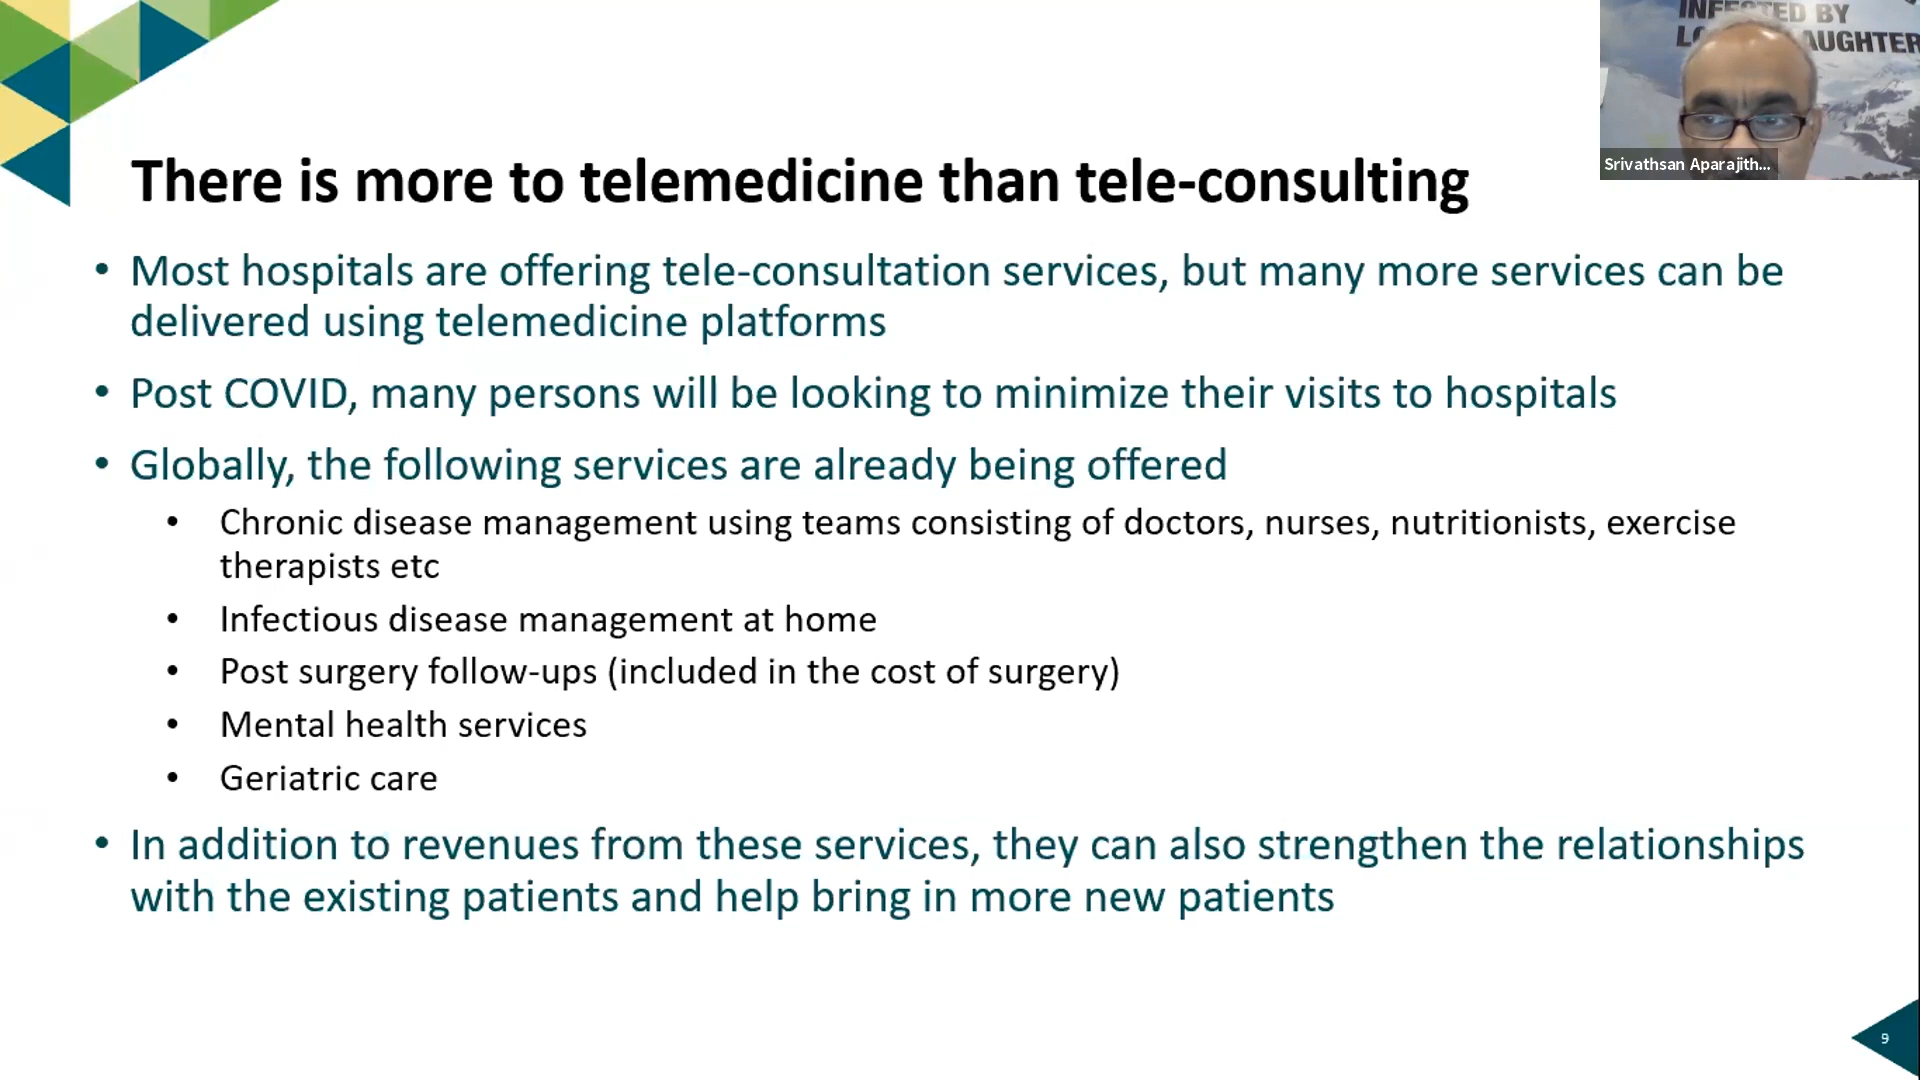 INFECTED BY
LAUGHTER
Srivathsan Aparajith...
There is more to telemedicine than tele-consulting
• Most hospitals are offering tele-consultation services, but many more services can be
delivered using telemedicine platforms
• Post COVID, many persons will be looking to minimize their visits to hospitals
• Globally, the following services are already being offered
• Chronic disease management using teams consisting of doctors, nurses, nutritionists, exercise
therapists etc
• Infectious disease management at home
• Post surgery follow-ups (included in the cost of surgery)
• Mental health services
• Geriatric care
• In addition to revenues from these services, they can also strengthen the relationships
with the existing patients and help bring in more new patients
9